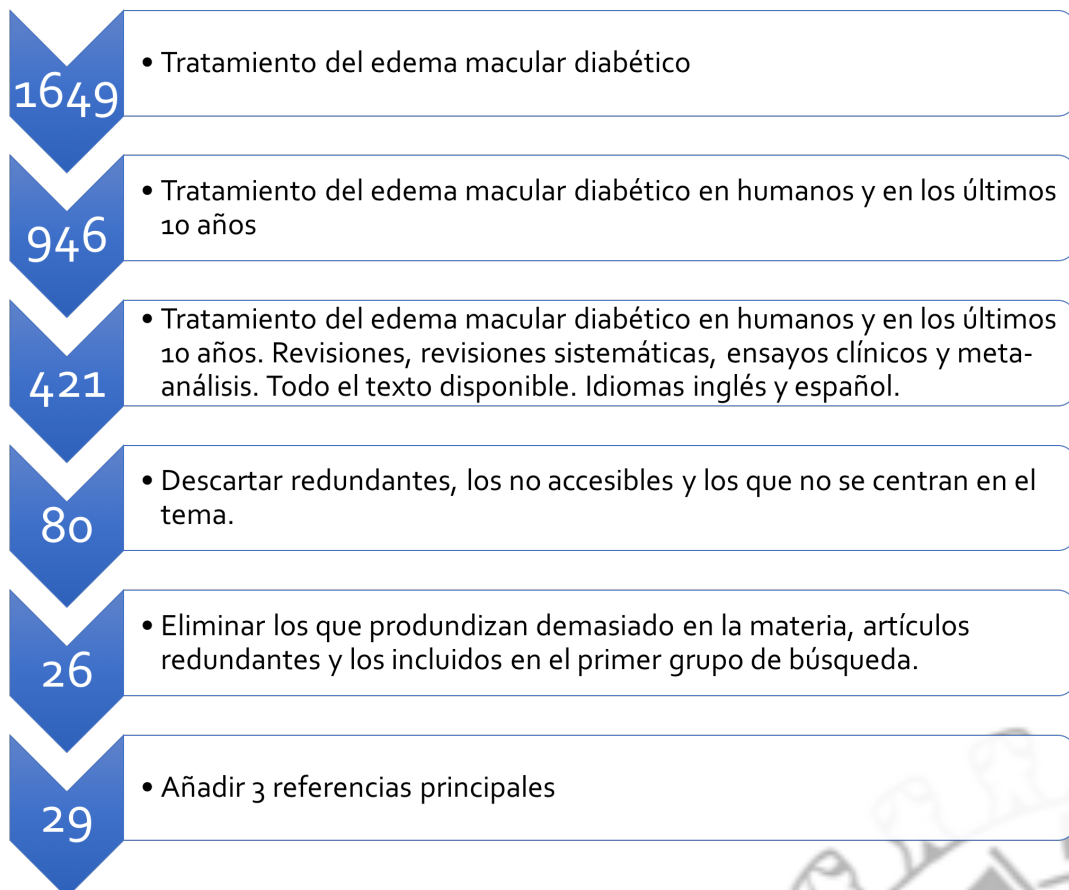 1649
• Tratamiento del edema macular diabético
946
• Tratamiento del edema macular diabético en humanos y en los últimos
10 años
421
• Tratamiento del edema macular diabético en humanos y en los últimos
10 años. Revisiones, revisiones sistemáticas, ensayos clínicos y meta-
análisis. Todo el texto disponible. Idiomas inglés y español.
80
• Descartar redundantes, los no accesibles y los que no se centran en el
tema.
26
• Eliminar los que produndizan demasiado en la materia, artículos
redundantes y los incluidos en el primer grupo de búsqueda.
29
• Añadir 3 referencias principales